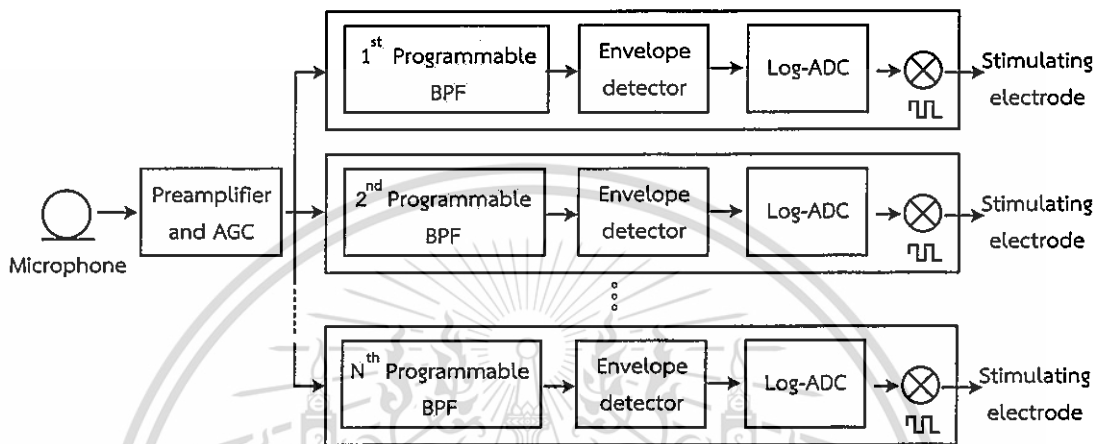 1st Programmable
BPF
Envelope
detector
Log-ADC
Stimulating
electrode
Microphone
Preamplifier
and AGC
2nd Programmable
BPF
Envelope
detector
Log-ADC
Stimulating
electrode
Nth Programmable
BPF
Envelope
detector
Log-ADC
Stimulating
electrode